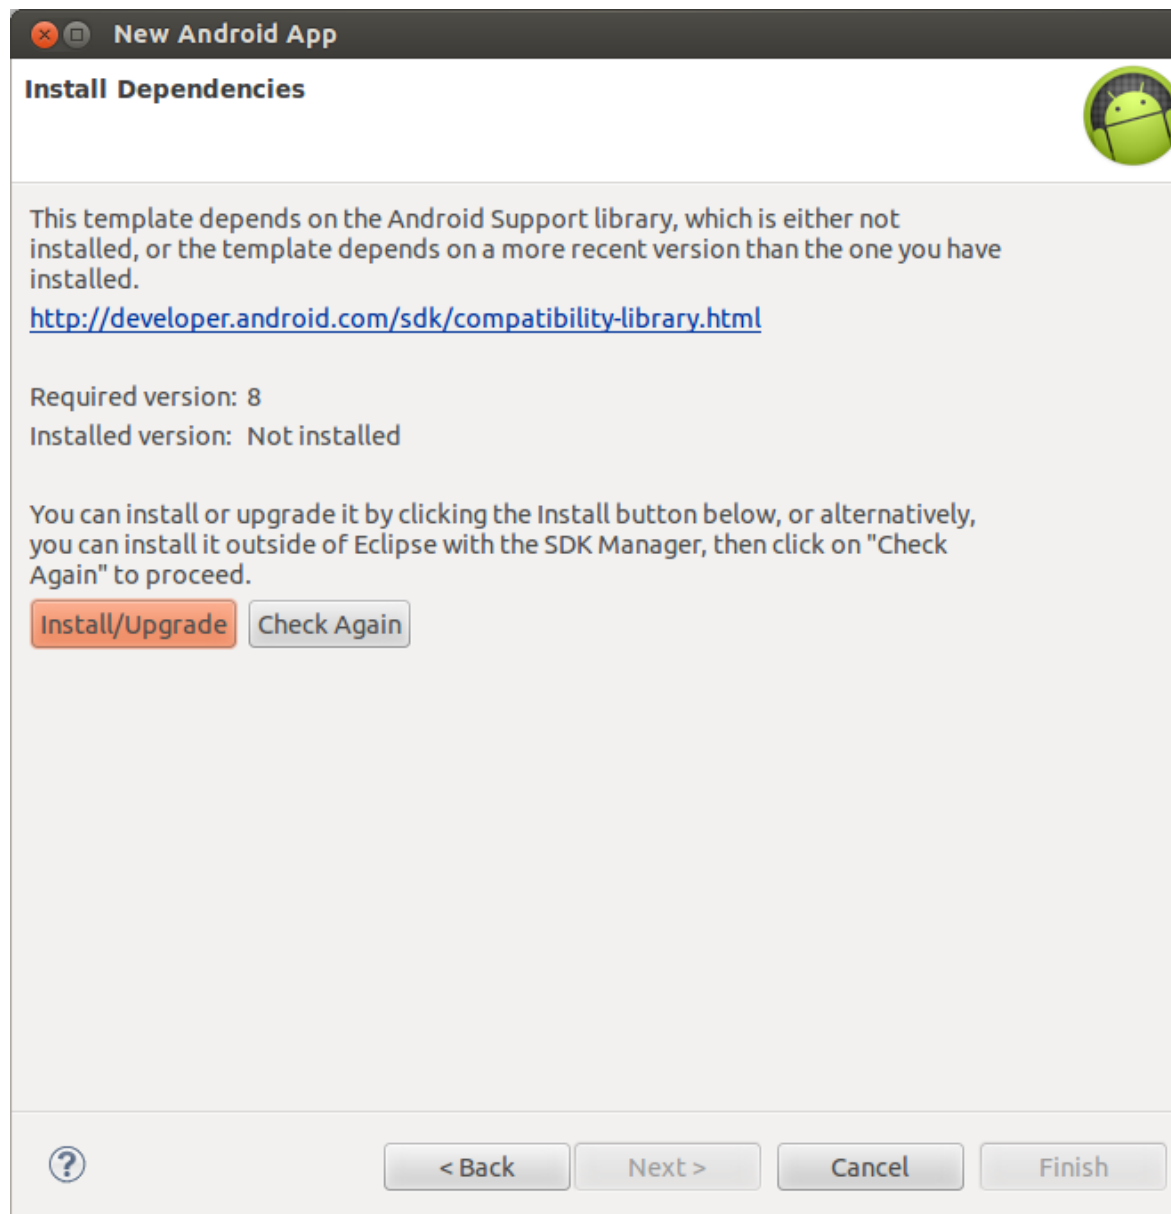 New Android App
Install Dependencies
This template depends on the Android Support library, which is either not
installed, or the template depends on a more recent version than the one you have
installed.
http://developer.android.com/sdk/compatibility-library.html
Required version: 8
Installed version: Not installed
You can install or upgrade it by clicking the Install button below, or alternatively,
you can install it outside of Eclipse with the SDK Manager, then click on "Check
Again" to proceed.
Install/Upgrade Check Again
? < Back Next > Cancel Finish